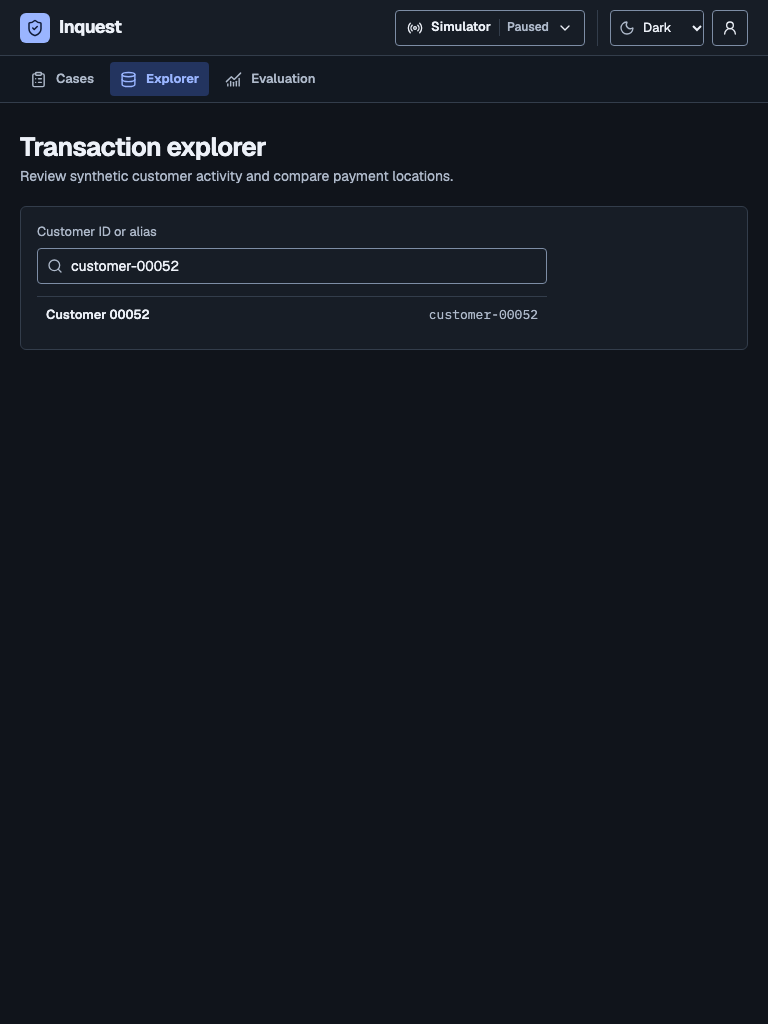 Inquest
Simulator Paused
Dark
Cases
Explorer
Evaluation
Transaction explorer
Review synthetic customer activity and compare payment locations.
Customer ID or alias
customer-00052
Customer 00052 customer-00052